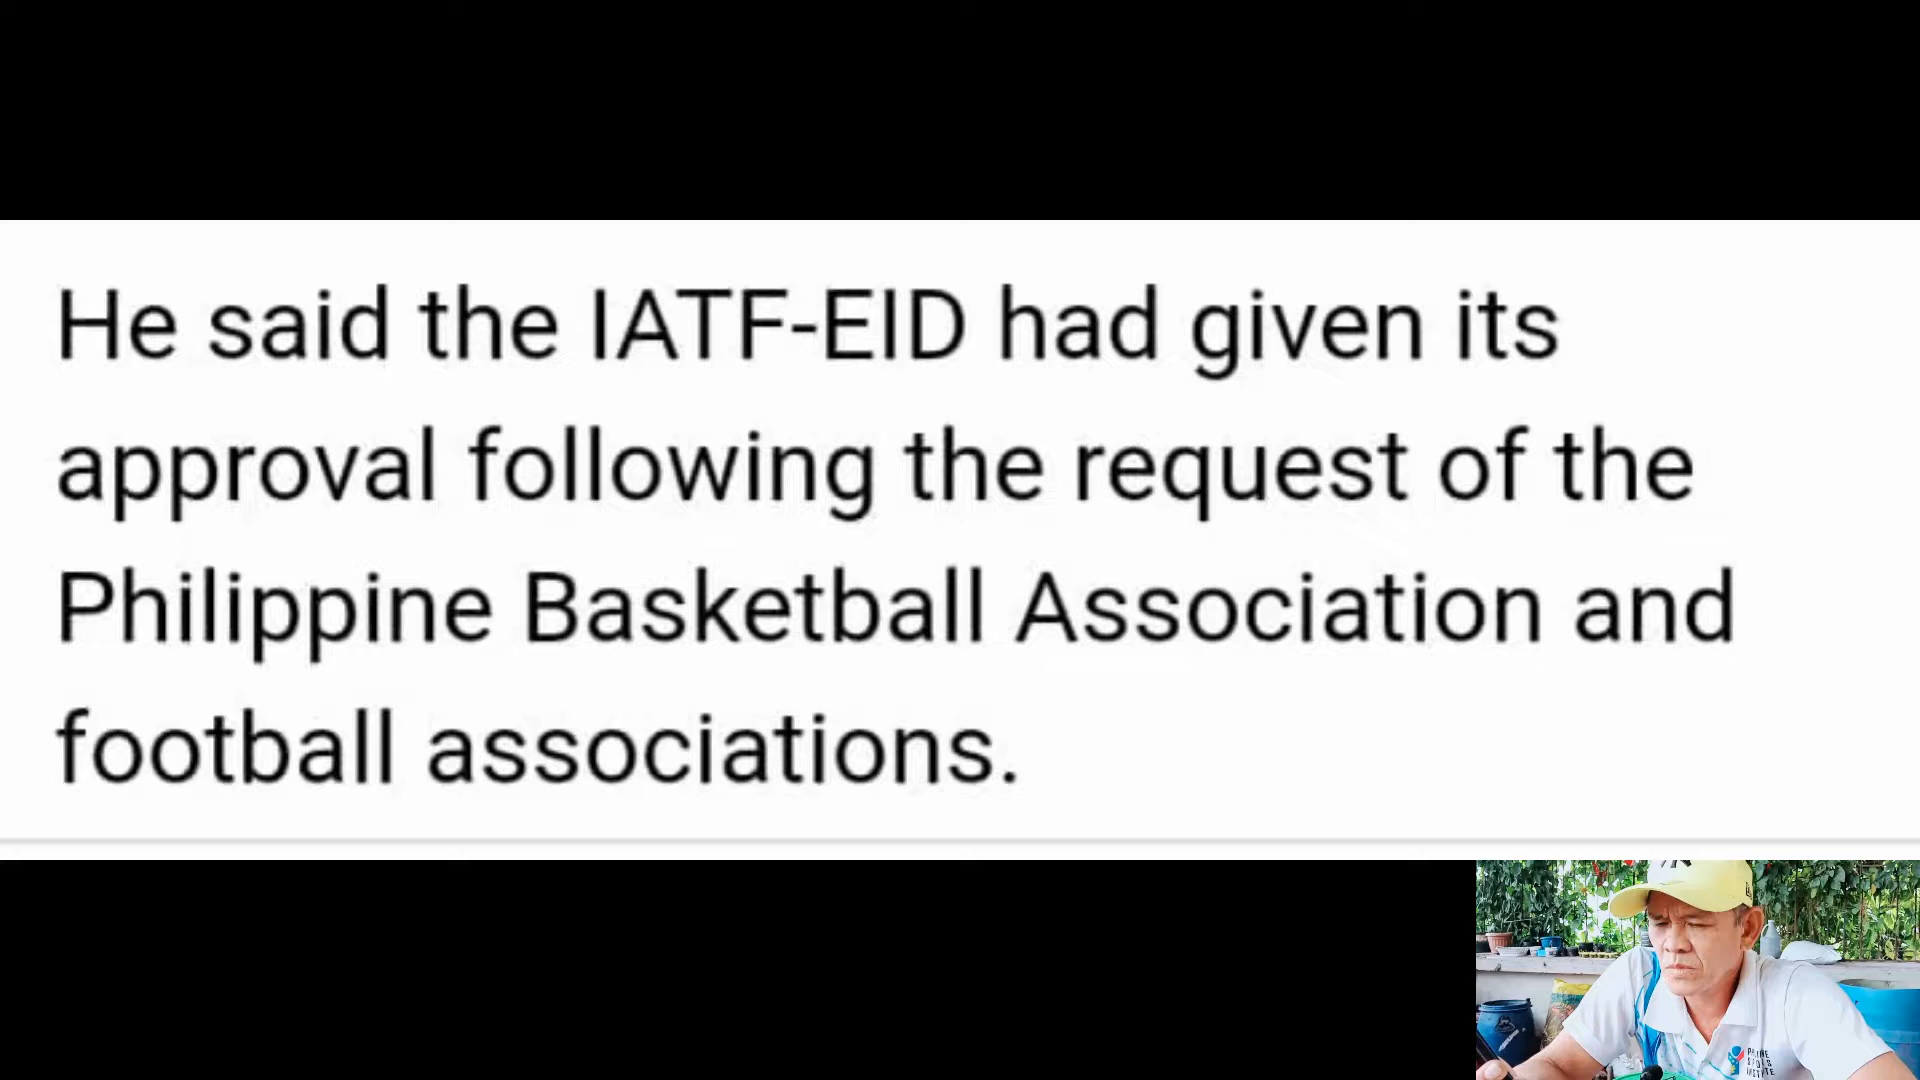 He said the IATF-EID had given its
approval following the request of the
Philippine Basketball Association and
football associations.